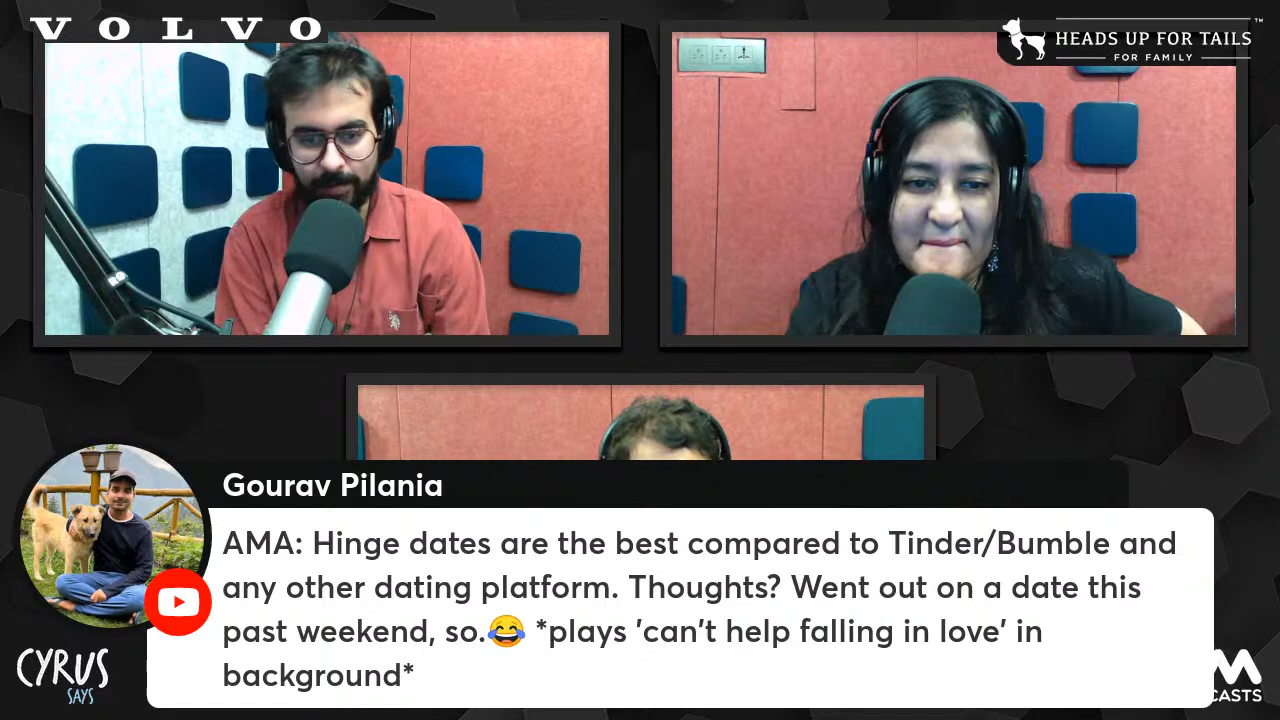 VOLVO
HEADS UP FOR TAILS
™
FOR FAMILY
Gourav Pilania
AMA: Hinge dates are the best compared to Tinder/Bumble and
any other dating platform. Thoughts? Went out on a date this
past weekend, so.😂 *plays 'can't help falling in love' in
background*
CYRUS
SAYS
M
CASTS